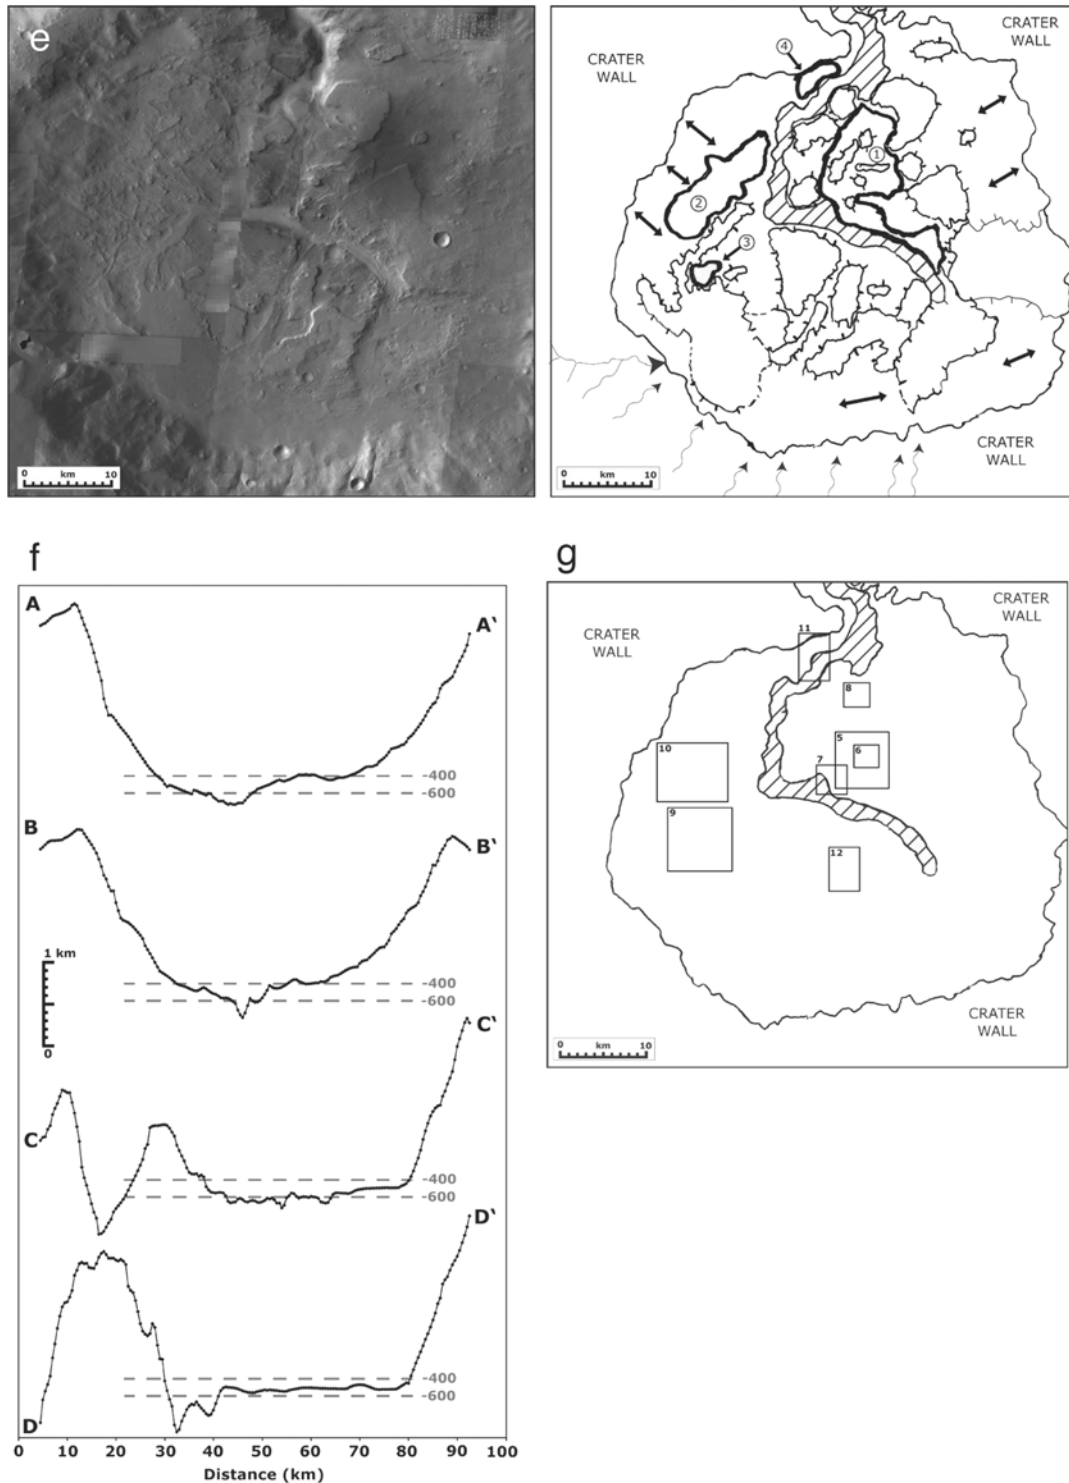 e
0 km 10
CRATER
WALL
CRATER
WALL
4
1
2
3
CRATER
WALL
0 km 10
f
A
A'
-400
-600
B
B'
1 km
0
-400
-600
C'
C
-400
-600
D'
-400
-600
D
0 10 20 30 40 50 60 70 80 90 100
Distance (km)
g
CRATER
WALL
CRATER
WALL
11
8
5
10
6
7
9
12
CRATER
WALL
0 km 10